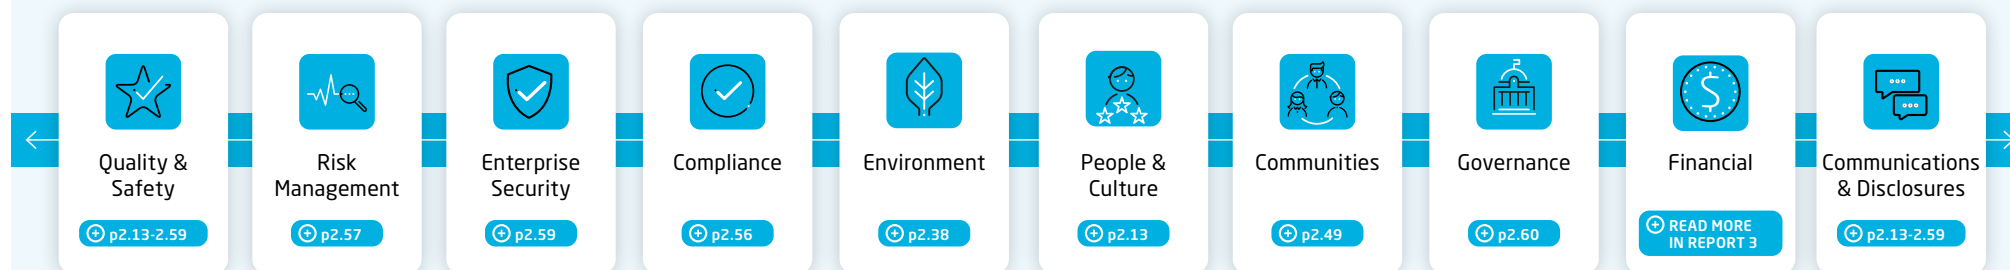 Quality &
Safety
p2.13-2.59
Risk
Management
p2.57
Enterprise
Security
p2.59
Compliance
p2.56
Environment
p2.38
People &
Culture
p2.13
Communities
p2.49
Governance
p2.60
Financial
READ MORE
IN REPORT 3
Communications
& Disclosures
p2.13-2.59